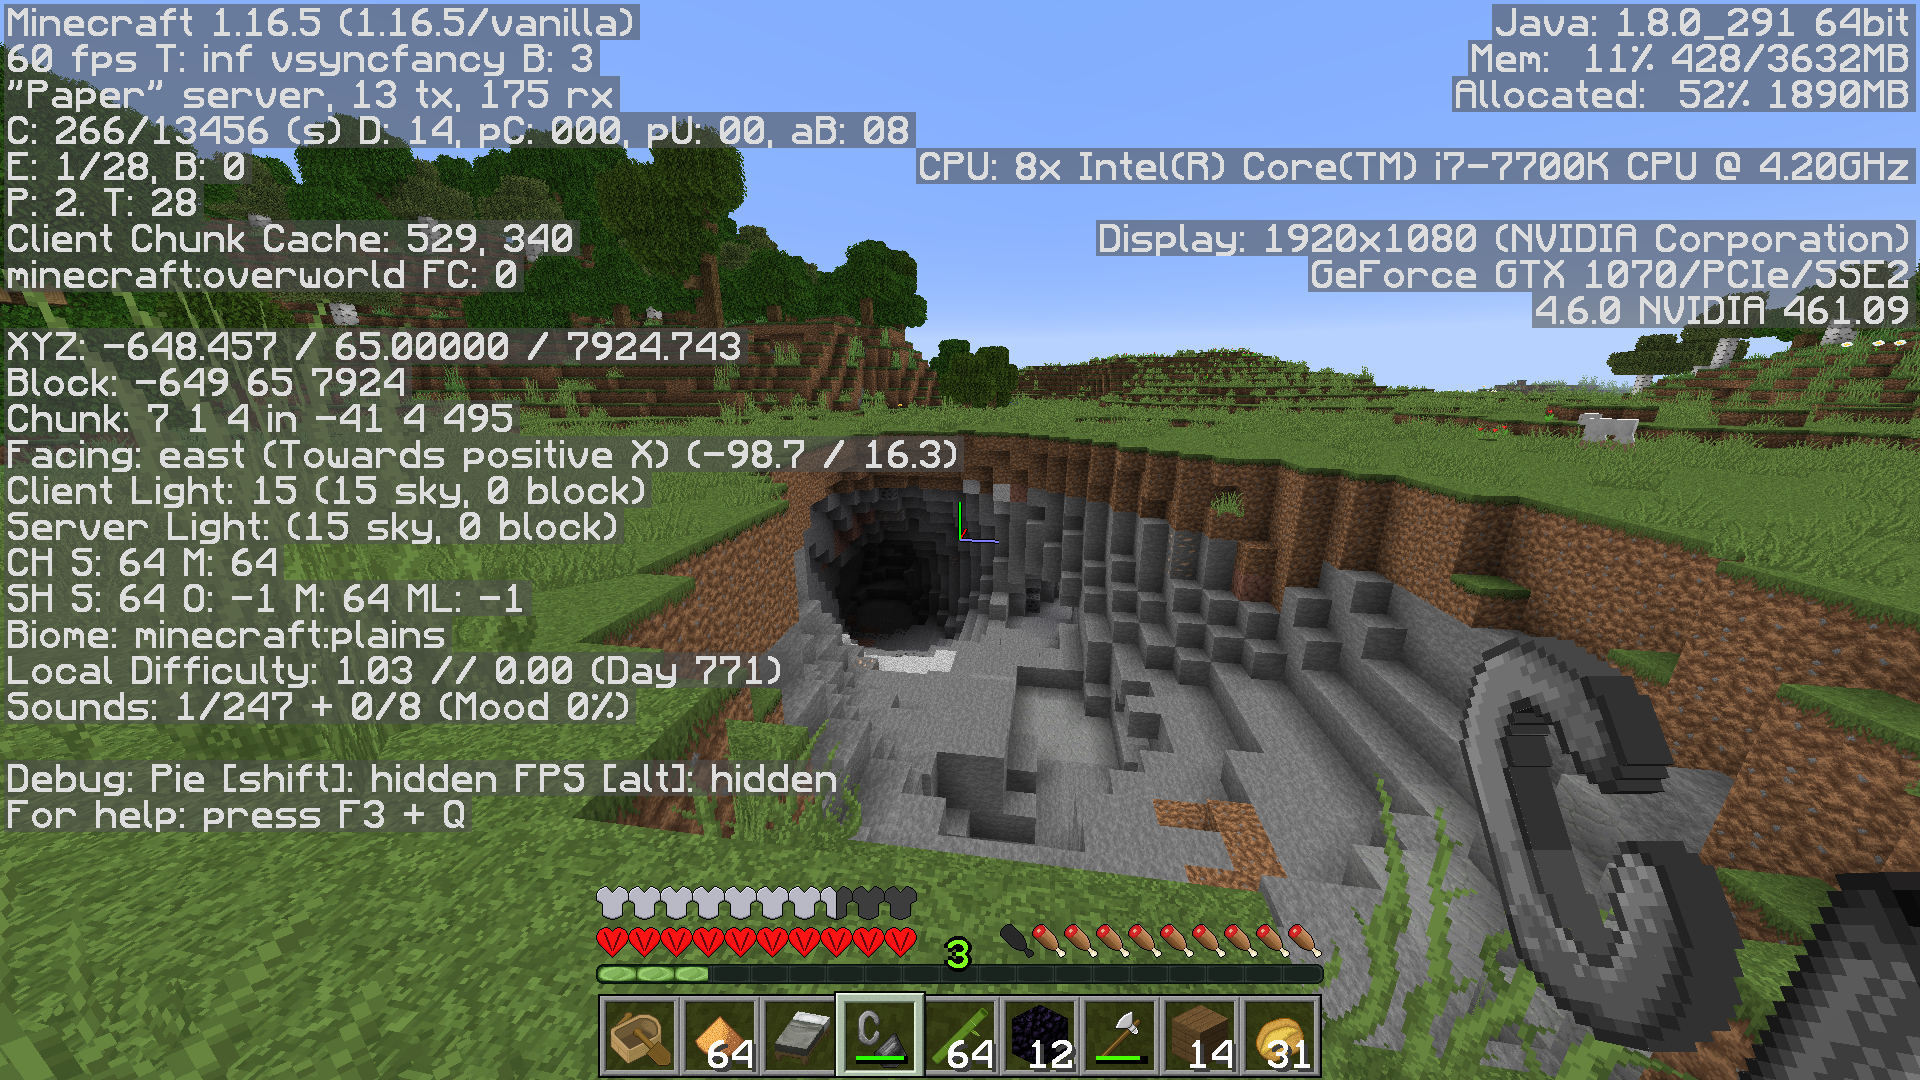 Minecraft 1.16.5 (1.16.5/vanilla)
60 fps T: inf vsyncfancy B: 3
"Paper" server, 13 tx, 175 rx
C: 266/13456 (s) D: 14, pC: 000, pU: 00, aB: 08
E: 1/28, B: 0
P: 2. T: 28
Client Chunk Cache: 529, 340
minecraft:overworld FC: 0
XYZ: -648.457 / 65.00000 / 7924.743
Block: -649 65 7924
Chunk: 7 1 4 in -41 4 495
Facing: east (Towards positive X) (-98.7 / 16.3)
Client Light: 15 (15 sky, 0 block)
Server Light: (15 sky, 0 block)
CH S: 64 M: 64
SH S: 64 O: -1 M: 64 ML: -1
Biome: minecraft:plains
Local Difficulty: 1.03 // 0.00 (Day 771)
Sounds: 1/247 + 0/8 (Mood 0%)
Debug: Pie [shift]: hidden FPS [alt]: hidden
For help: press F3 + Q
Java: 1.8.0_291 64bit
Mem: 11% 428/3632MB
Allocated: 52% 1890MB
CPU: 8x Intel(R) Core(TM) i7-7700K CPU @ 4.20GHz
Display: 1920x1080 (NVIDIA Corporation)
GeForce GTX 1070/PCIe/SSE2
4.6.0 NVIDIA 461.09
3
64 64 12 14 31